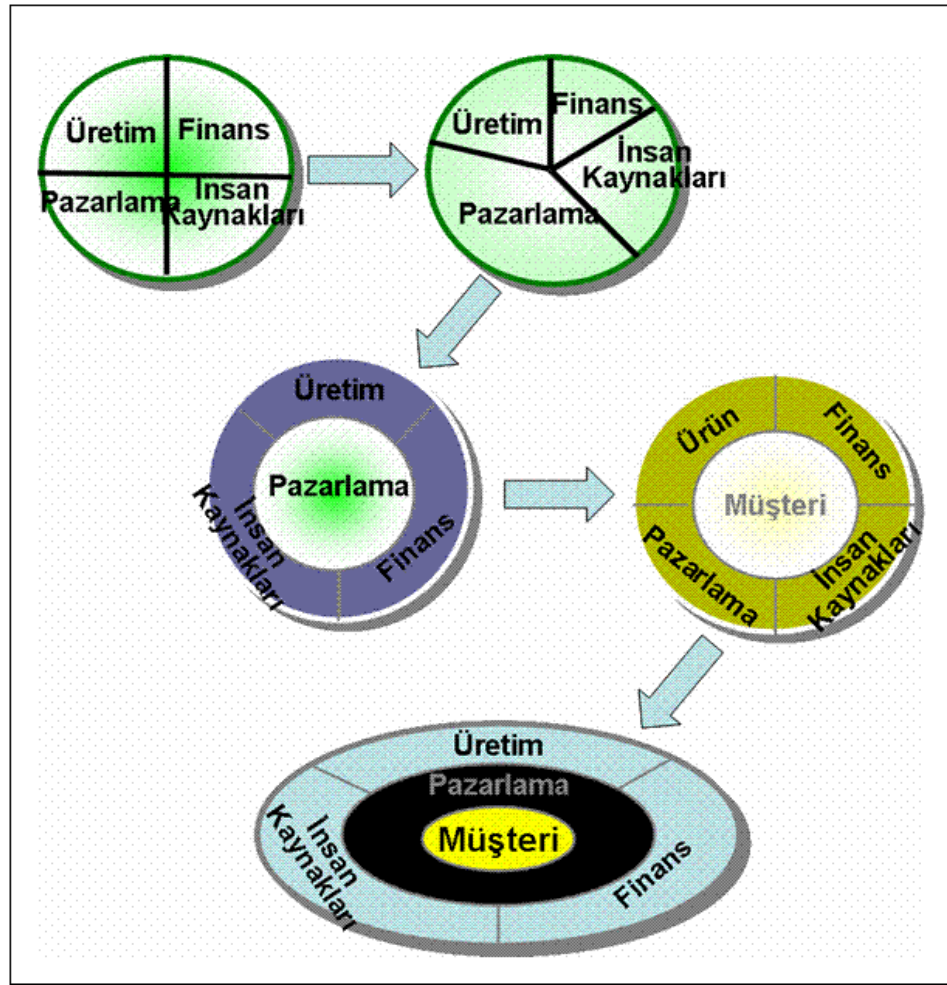 Üretim
Finans
Pazarlama
İnsan
Kaynakları
Üretim
Finans
İnsan
Kaynakları
Pazarlama
Üretim
Pazarlama
İnsan
Kaynakları
Finans
Ürün
Finans
Müşteri
Pazarlama
İnsan
Kaynakları
Üretim
Pazarlama
Müşteri
İnsan
Kaynakları
Finans